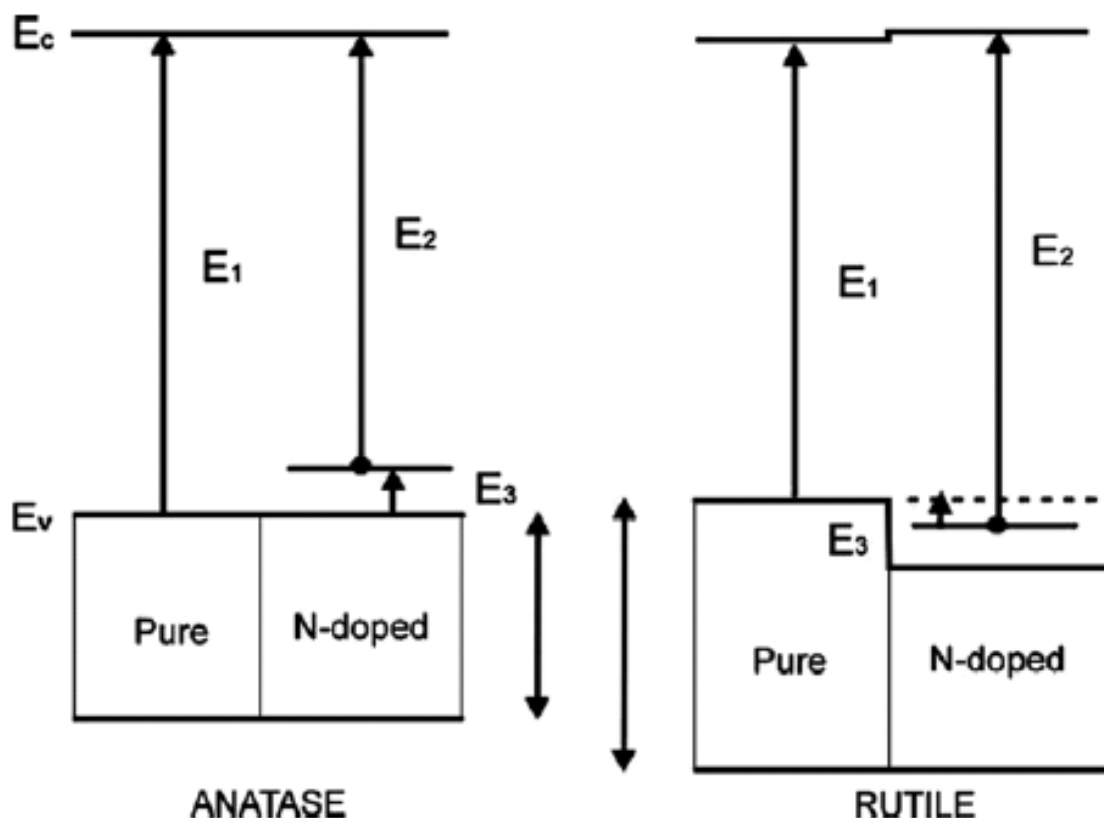 Ec
E1
E2
E3
Ev
Pure
N-doped
ANATASE
E1
E2
E3
Pure
N-doped
RUTILE